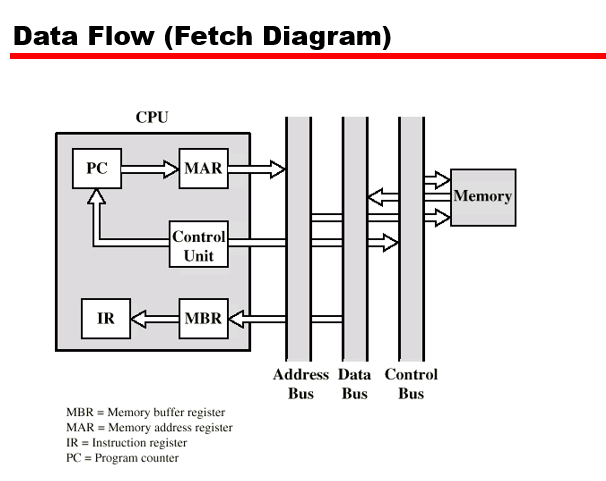 Data Flow (Fetch Diagram)
CPU
PC
MAR
Memory
Control
Unit
IR
MBR
Address Data Control
Bus Bus Bus
MBR = Memory buffer register
MAR = Memory address register
IR = Instruction register
PC = Program counter